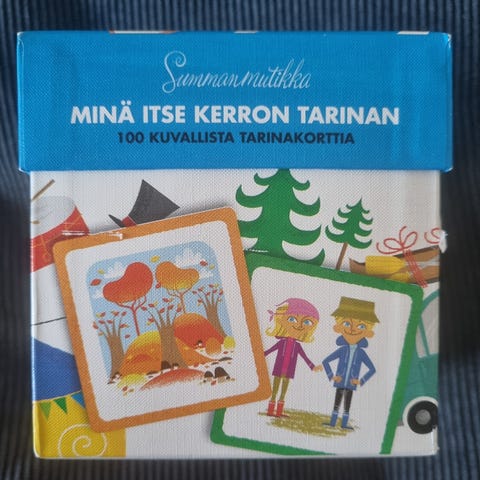 Summanmutikka
MINÄ ITSE KERRON TARINAN
100 KUVALLISTA TARINAKORTTIA